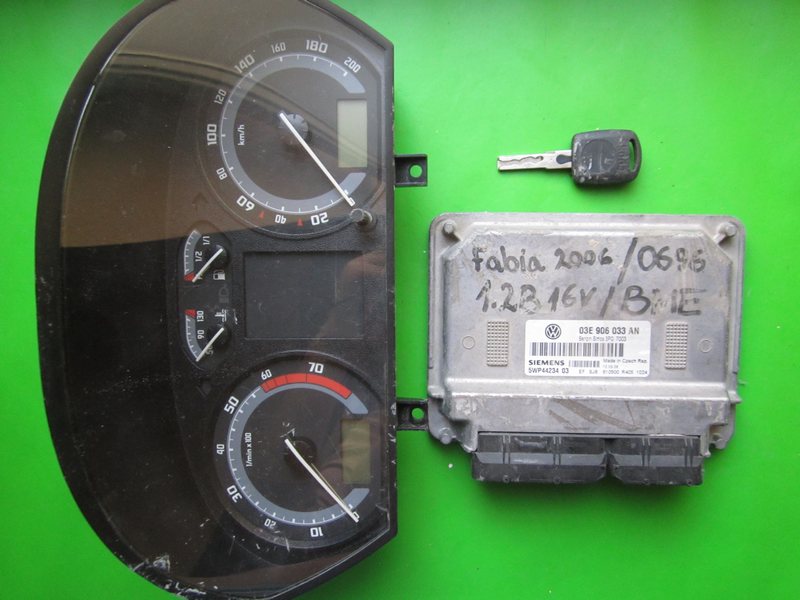 180
160
200
140
120
100
km/h
80
60
40
20
1/1
1/2
130
90
70
60
50
40
1/min x 100
30
20
10
Fabia 2006/0696
1.2B 16V/BME
03E 906 033 AN
SIEMENS
Made in Czech Rep.
5WP44234 03